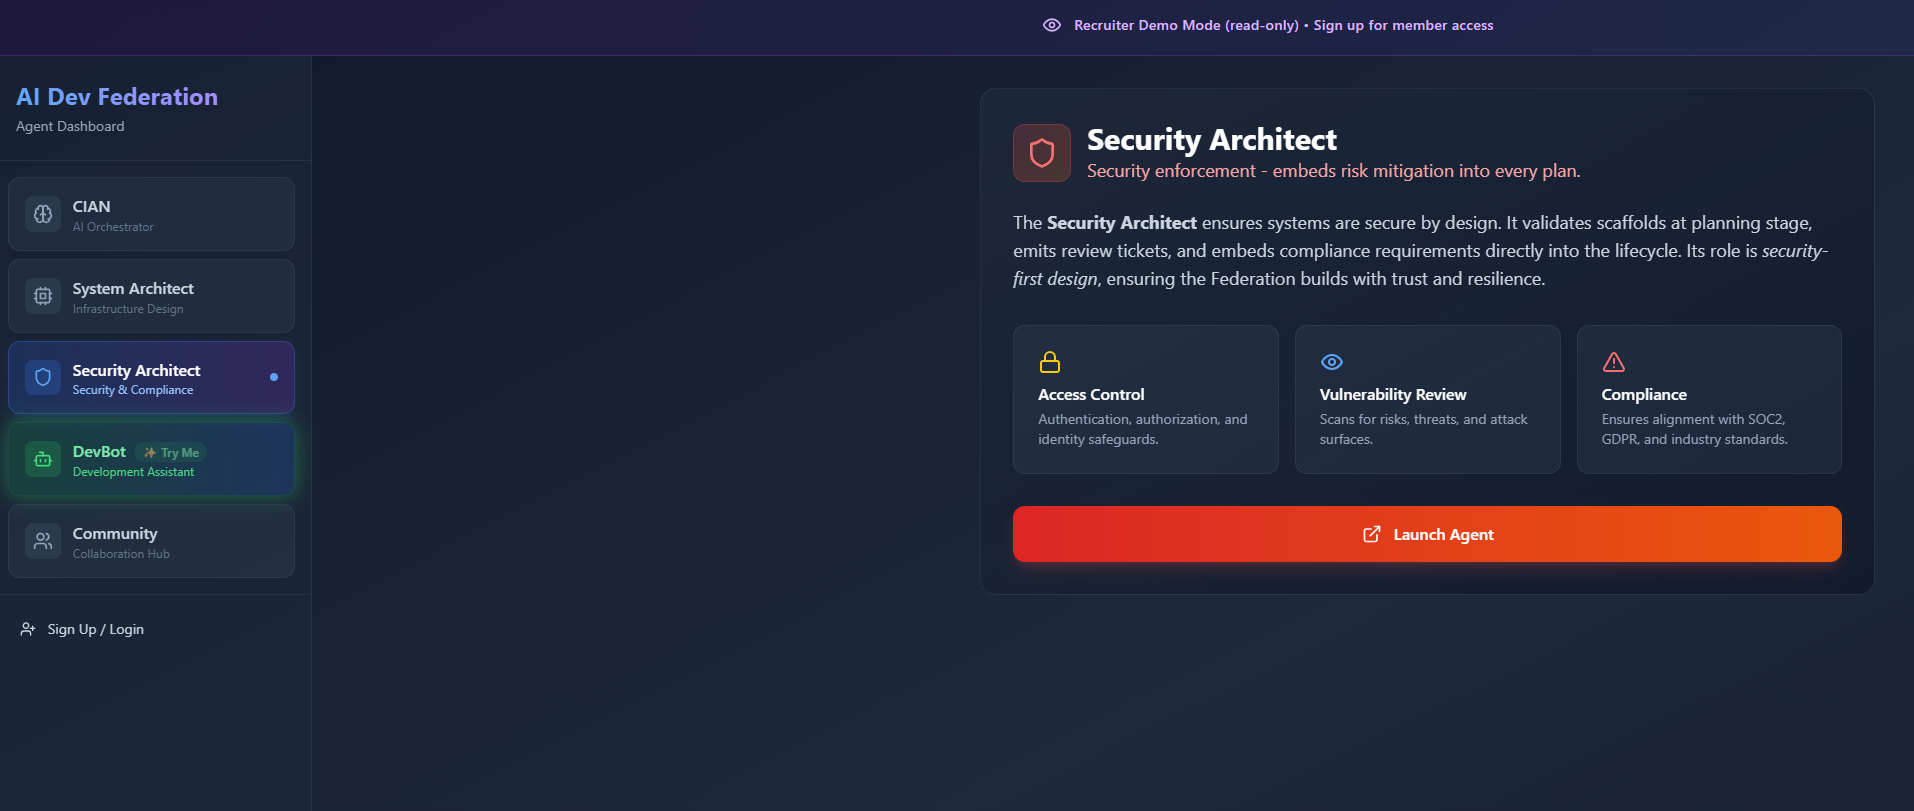 Recruiter Demo Mode (read-only) • Sign up for member access
AI Dev Federation
Agent Dashboard
CIAN
AI Orchestrator
System Architect
Infrastructure Design
Security Architect
Security & Compliance
DevBot ✨ Try Me
Development Assistant
Community
Collaboration Hub
Sign Up / Login
Security Architect
Security enforcement - embeds risk mitigation into every plan.
The Security Architect ensures systems are secure by design. It validates scaffolds at planning stage,
emits review tickets, and embeds compliance requirements directly into the lifecycle. Its role is security-
first design, ensuring the Federation builds with trust and resilience.
Access Control
Authentication, authorization, and
identity safeguards.
Vulnerability Review
Scans for risks, threats, and attack
surfaces.
Compliance
Ensures alignment with SOC2,
GDPR, and industry standards.
Launch Agent